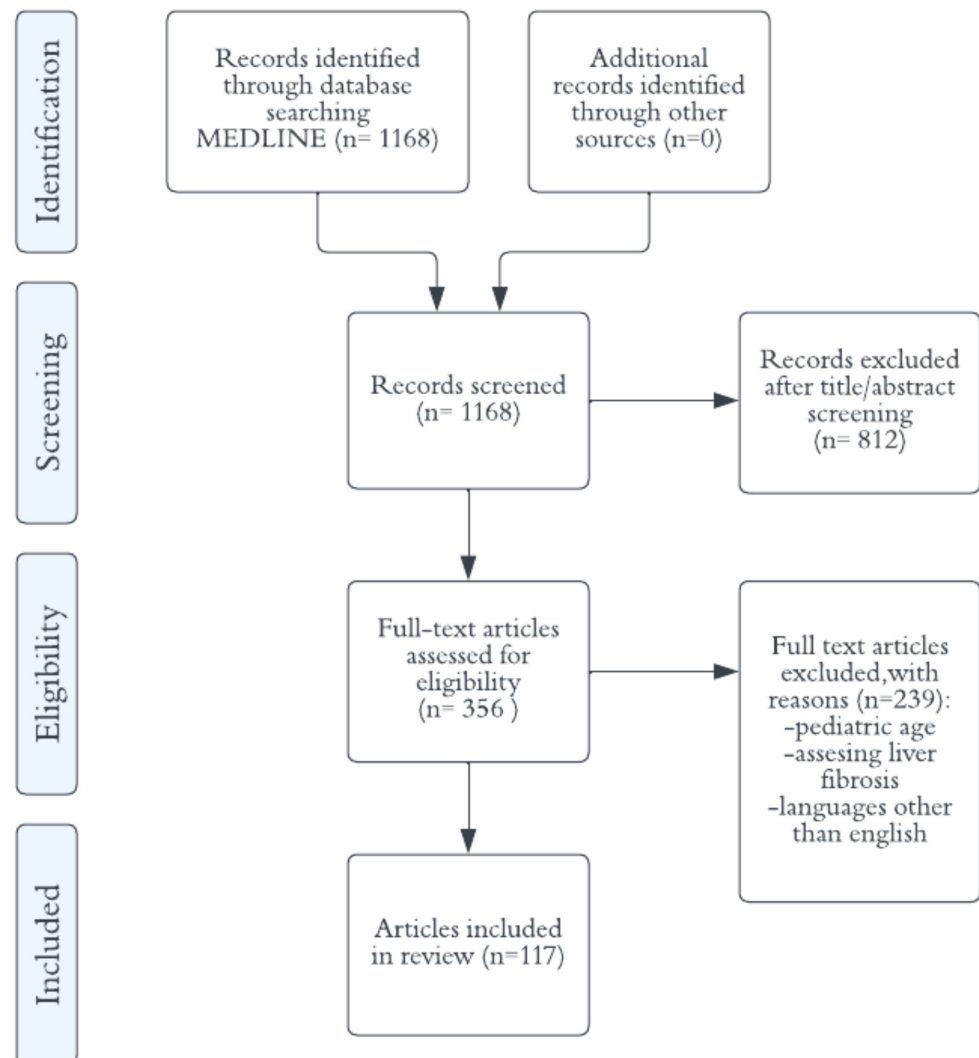 Identification
Records identified
through database
searching
MEDLINE (n= 1168)
Additional
records identified
through other
sources (n=0)
Screening
Records screened
(n= 1168)
Records excluded
after title/abstract
screening
(n= 812)
Eligibility
Full-text articles
assessed for
eligibility
(n= 356 )
Full text articles
excluded,with
reasons (n=239):
-pediatric age
-assesing liver
fibrosis
-languages other
than english
Included
Articles included
in review (n=117)